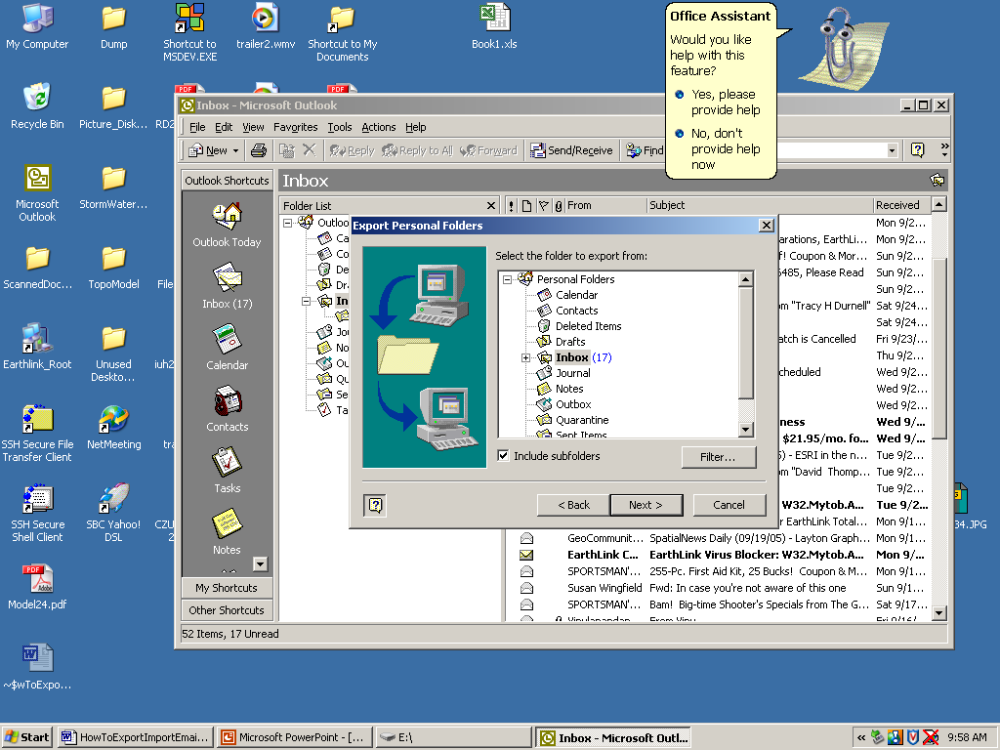 My Computer
Dump
Shortcut to
MSDEV.EXE
trailer2.wmv
Shortcut to My
Documents
Book1.xls
Office Assistant
Would you like
help with this
feature?
Yes, please
provide help
No, don't
provide help
now
Recycle Bin
Picture_Disk...
RD2
Microsoft
Outlook
StormWater...
ScannedDoc...
TopoModel
File
Earthlink_Root
Unused
Deskto...
iuh2
SSH Secure File
Transfer Client
NetMeeting
tra
SSH Secure
Shell Client
SBC Yahoo!
DSL
CZU
2
Model24.pdf
~$wToExpo...
34.JPG
PDF
PDF
PDF
Inbox - Microsoft Outlook
File Edit View Favorites Tools Actions Help
New Reply Reply to All Forward Send/Receive Find
Outlook Shortcuts
Inbox
Outlook Today
Inbox (17)
Calendar
Contacts
Tasks
Notes
My Shortcuts
Other Shortcuts
Folder List
Outloo
Ca
Co
De
Dr
In
Jo
No
Ou
Qu
Se
Ta
From Subject Received
Mon 9/2...
arations, EarthLi... Mon 9/2...
f! Coupon & Mor... Sun 9/2...
6485, Please Read Sun 9/2...
Sun 9/2...
om "Tracy H Durnell" Sat 9/24...
Sat 9/24...
atch is Cancelled Fri 9/23/...
Thu 9/2...
cheduled Wed 9/2...
Wed 9/2...
Wed 9/2...
ness Wed 9/...
$21.95/mo. fo... Wed 9/...
5) - ESRI in the n... Tue 9/2...
om "David Thomp... Tue 9/2...
Tue 9/2...
W32.Mytob.A... Tue 9/2...
er EarthLink Total... Mon 9/1...
GeoCommunit... SpatialNews Daily (09/19/05) - Layton Graph... Mon 9/1...
EarthLink C... EarthLink Virus Blocker: W32.Mytob.A... Mon 9/...
SPORTSMAN'... 255-Pc. First Aid Kit, 25 Bucks! Coupon & M... Mon 9/1...
Susan Wingfield Fwd: In case you're not aware of this one Sun 9/1...
SPORTSMAN'... Bam! Big-time Shooter's Specials from The G... Sat 9/17...
Vipulanandan From Vipu Fri 9/16/...
Export Personal Folders
Select the folder to export from:
Personal Folders
Calendar
Contacts
Deleted Items
Drafts
Inbox (17)
Journal
Notes
Outbox
Quarantine
Sent Items
Include subfolders
Filter...
< Back Next > Cancel
52 Items, 17 Unread
Start HowToExportImportEmai... Microsoft PowerPoint - [... E:\ Inbox - Microsoft Outl... 9:58 AM